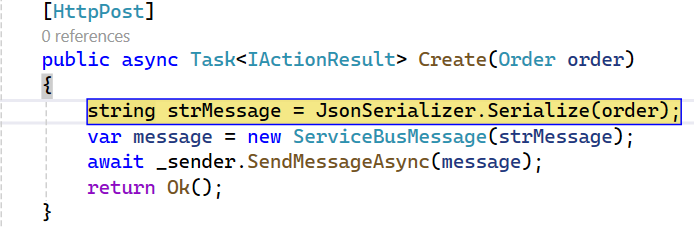 [HttpPost]
0 references
public async Task<IActionResult> Create(Order order)
{
string strMessage = JsonSerializer.Serialize(order);
var message = new ServiceBusMessage(strMessage);
await _sender.SendMessageAsync(message);
return Ok();
}